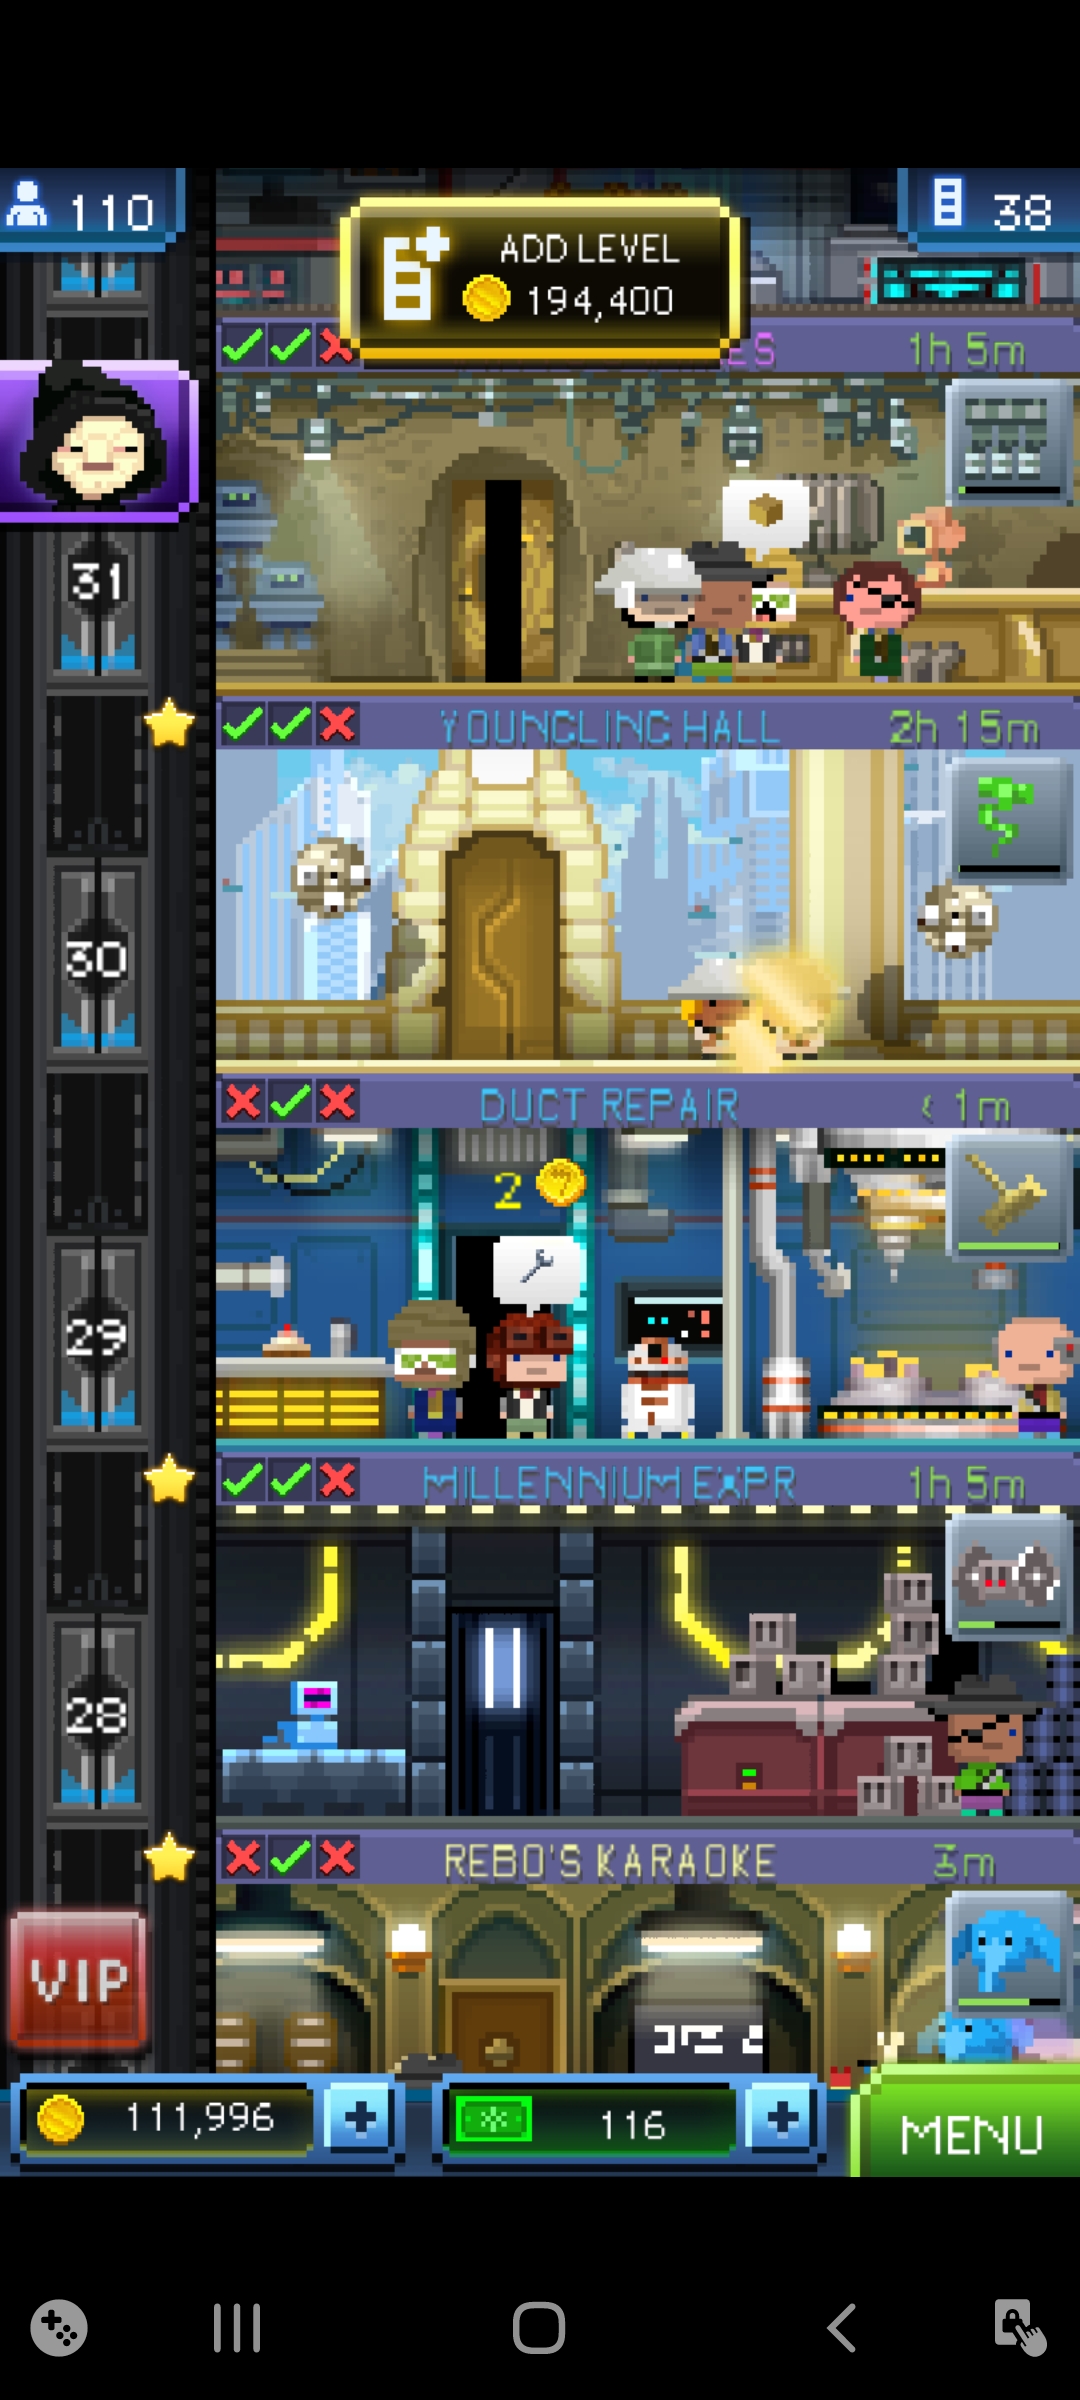 110
ADD LEVEL
194,400
38
ES
1h 5m
31
YOUNGLING HALL
2h 15m
30
DUCT REPAIR
< 1m
2
29
MILLENNIUM EXPR
1h 5m
28
REBO'S KARAOKE
3m
VIP
111,996
116
MENU